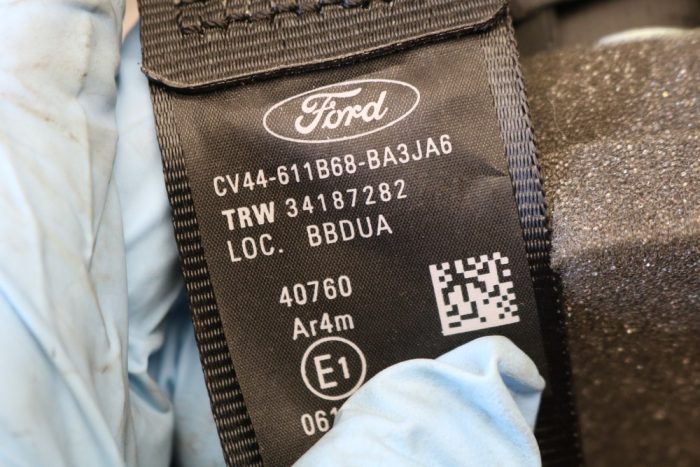 Ford
CV44-611B68-BA3JA6
TRW 34187282
LOC. BBDUA
40760
Ar4m
E1